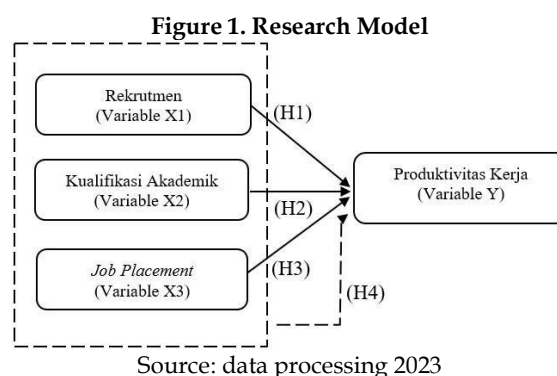 Figure 1. Research Model
Rekrutmen
(Variable X1)
(H1)
Kualifikasi Akademik
(Variable X2)
(H2)
Produktivitas Kerja
(Variable Y)
Job Placement
(Variable X3)
(H3)
(H4)
Source: data processing 2023